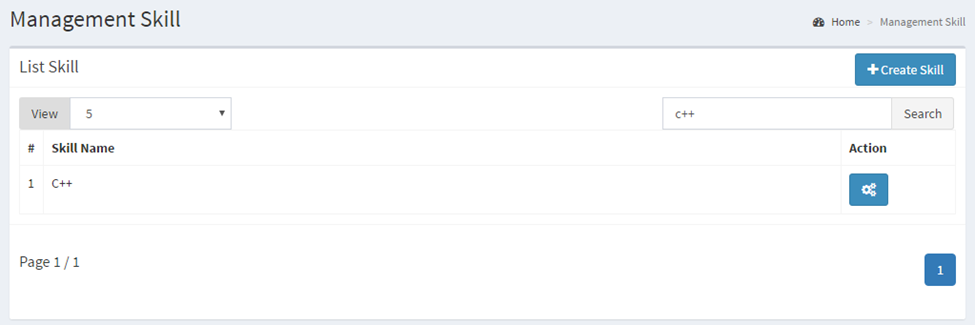 Management Skill
Home > Management Skill
List Skill
Create Skill
View 5 c++ Search
# Skill Name Action
1 C++
Page 1 / 1
1